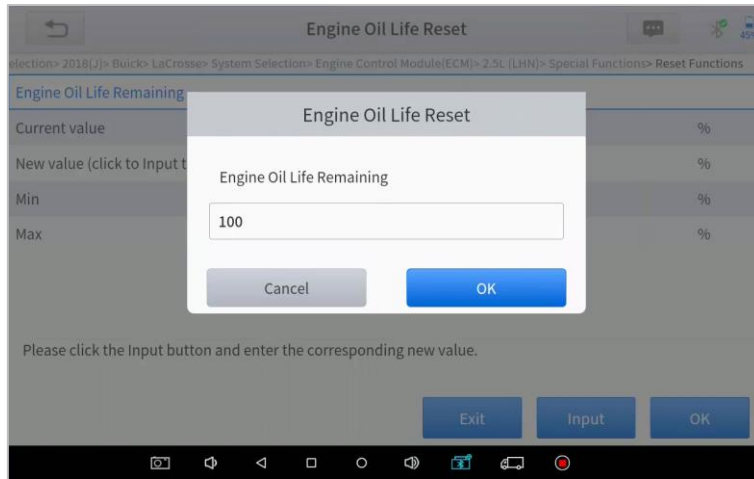 Engine Oil Life Reset
45%
election> 2018(J)> Buick> LaCrosse> System Selection> Engine Control Module(ECM)> 2.5L (LHN)> Special Functions> Reset Functions
Engine Oil Life Remaining
Current value %
New value (click to Input t %
Min %
Max %
Engine Oil Life Reset
Engine Oil Life Remaining
100
Cancel OK
Please click the Input button and enter the corresponding new value.
Exit Input OK